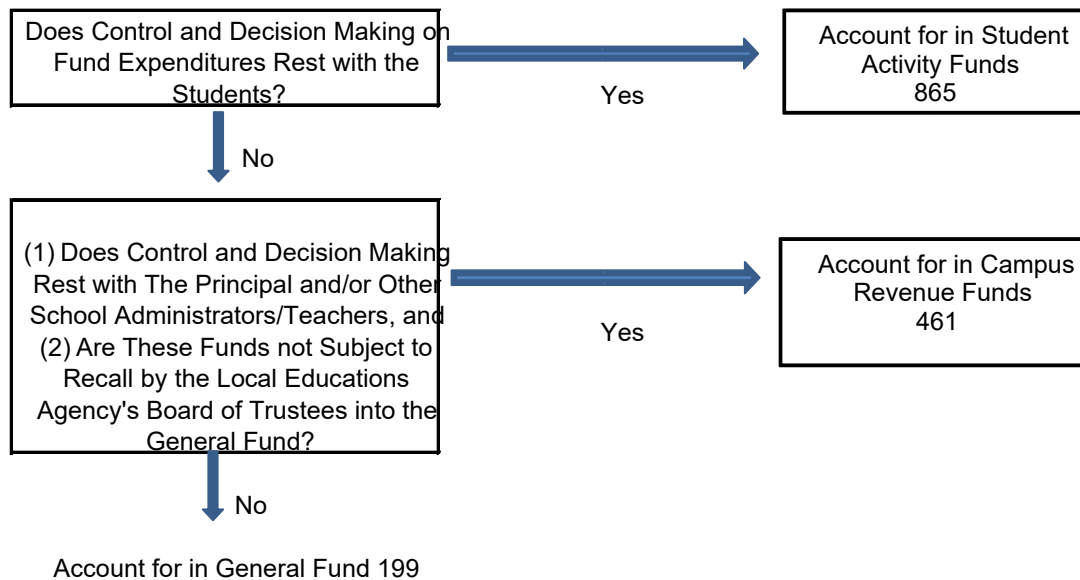 Does Control and Decision Making on
Fund Expenditures Rest with the
Students?
Yes
Account for in Student
Activity Funds
865
No
(1) Does Control and Decision Making
Rest with The Principal and/or Other
School Administrators/Teachers, and
(2) Are These Funds not Subject to
Recall by the Local Educations
Agency's Board of Trustees into the
General Fund?
Yes
Account for in Campus
Revenue Funds
461
No
Account for in General Fund 199